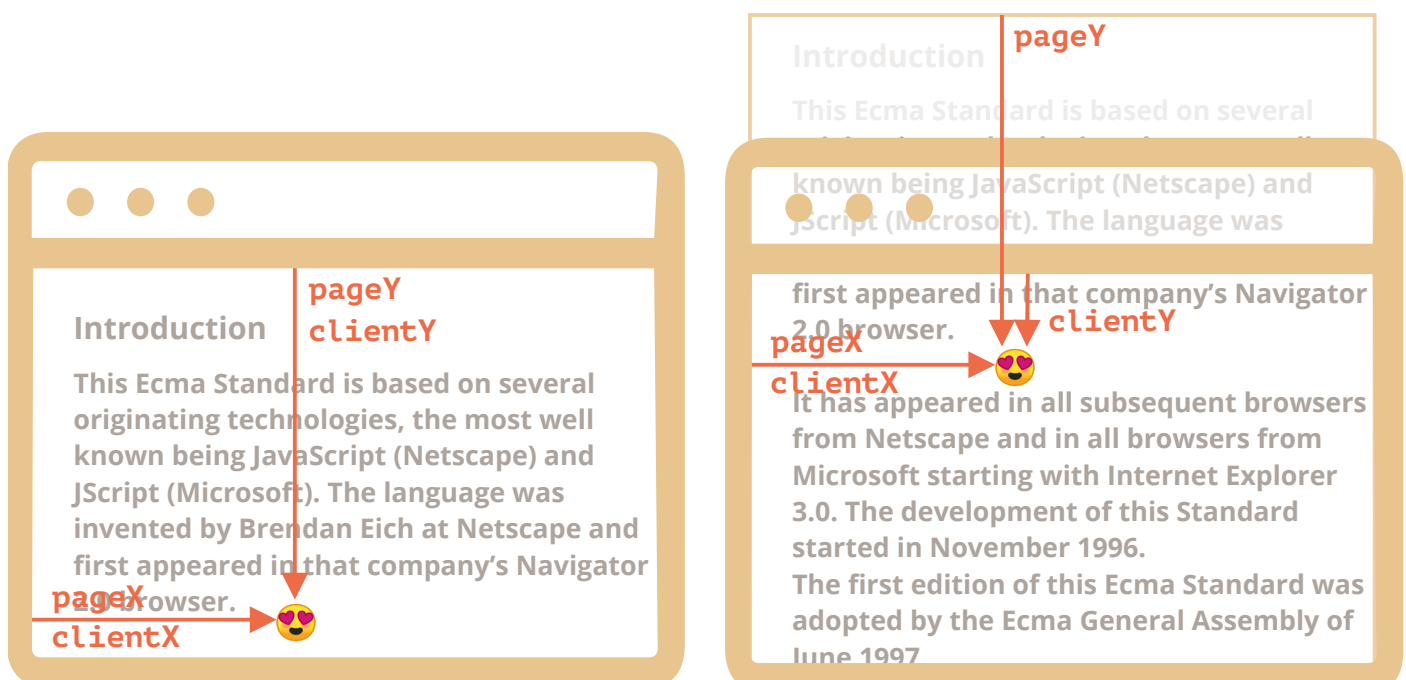 pageY
clientY
Introduction
This Ecma Standard is based on several
originating technologies, the most well
known being JavaScript (Netscape) and
JScript (Microsoft). The language was
invented by Brendan Eich at Netscape and
first appeared in that company's Navigator
2.0 browser.
pageX
clientX
pageY
Introduction
This Ecma Standard is based on several
known being JavaScript (Netscape) and
JScript (Microsoft). The language was
first appeared in that company's Navigator
2.0 browser.
clientY
pageX
clientX
It has appeared in all subsequent browsers
from Netscape and in all browsers from
Microsoft starting with Internet Explorer
3.0. The development of this Standard
started in November 1996.
The first edition of this Ecma Standard was
adopted by the Ecma General Assembly of
June 1997